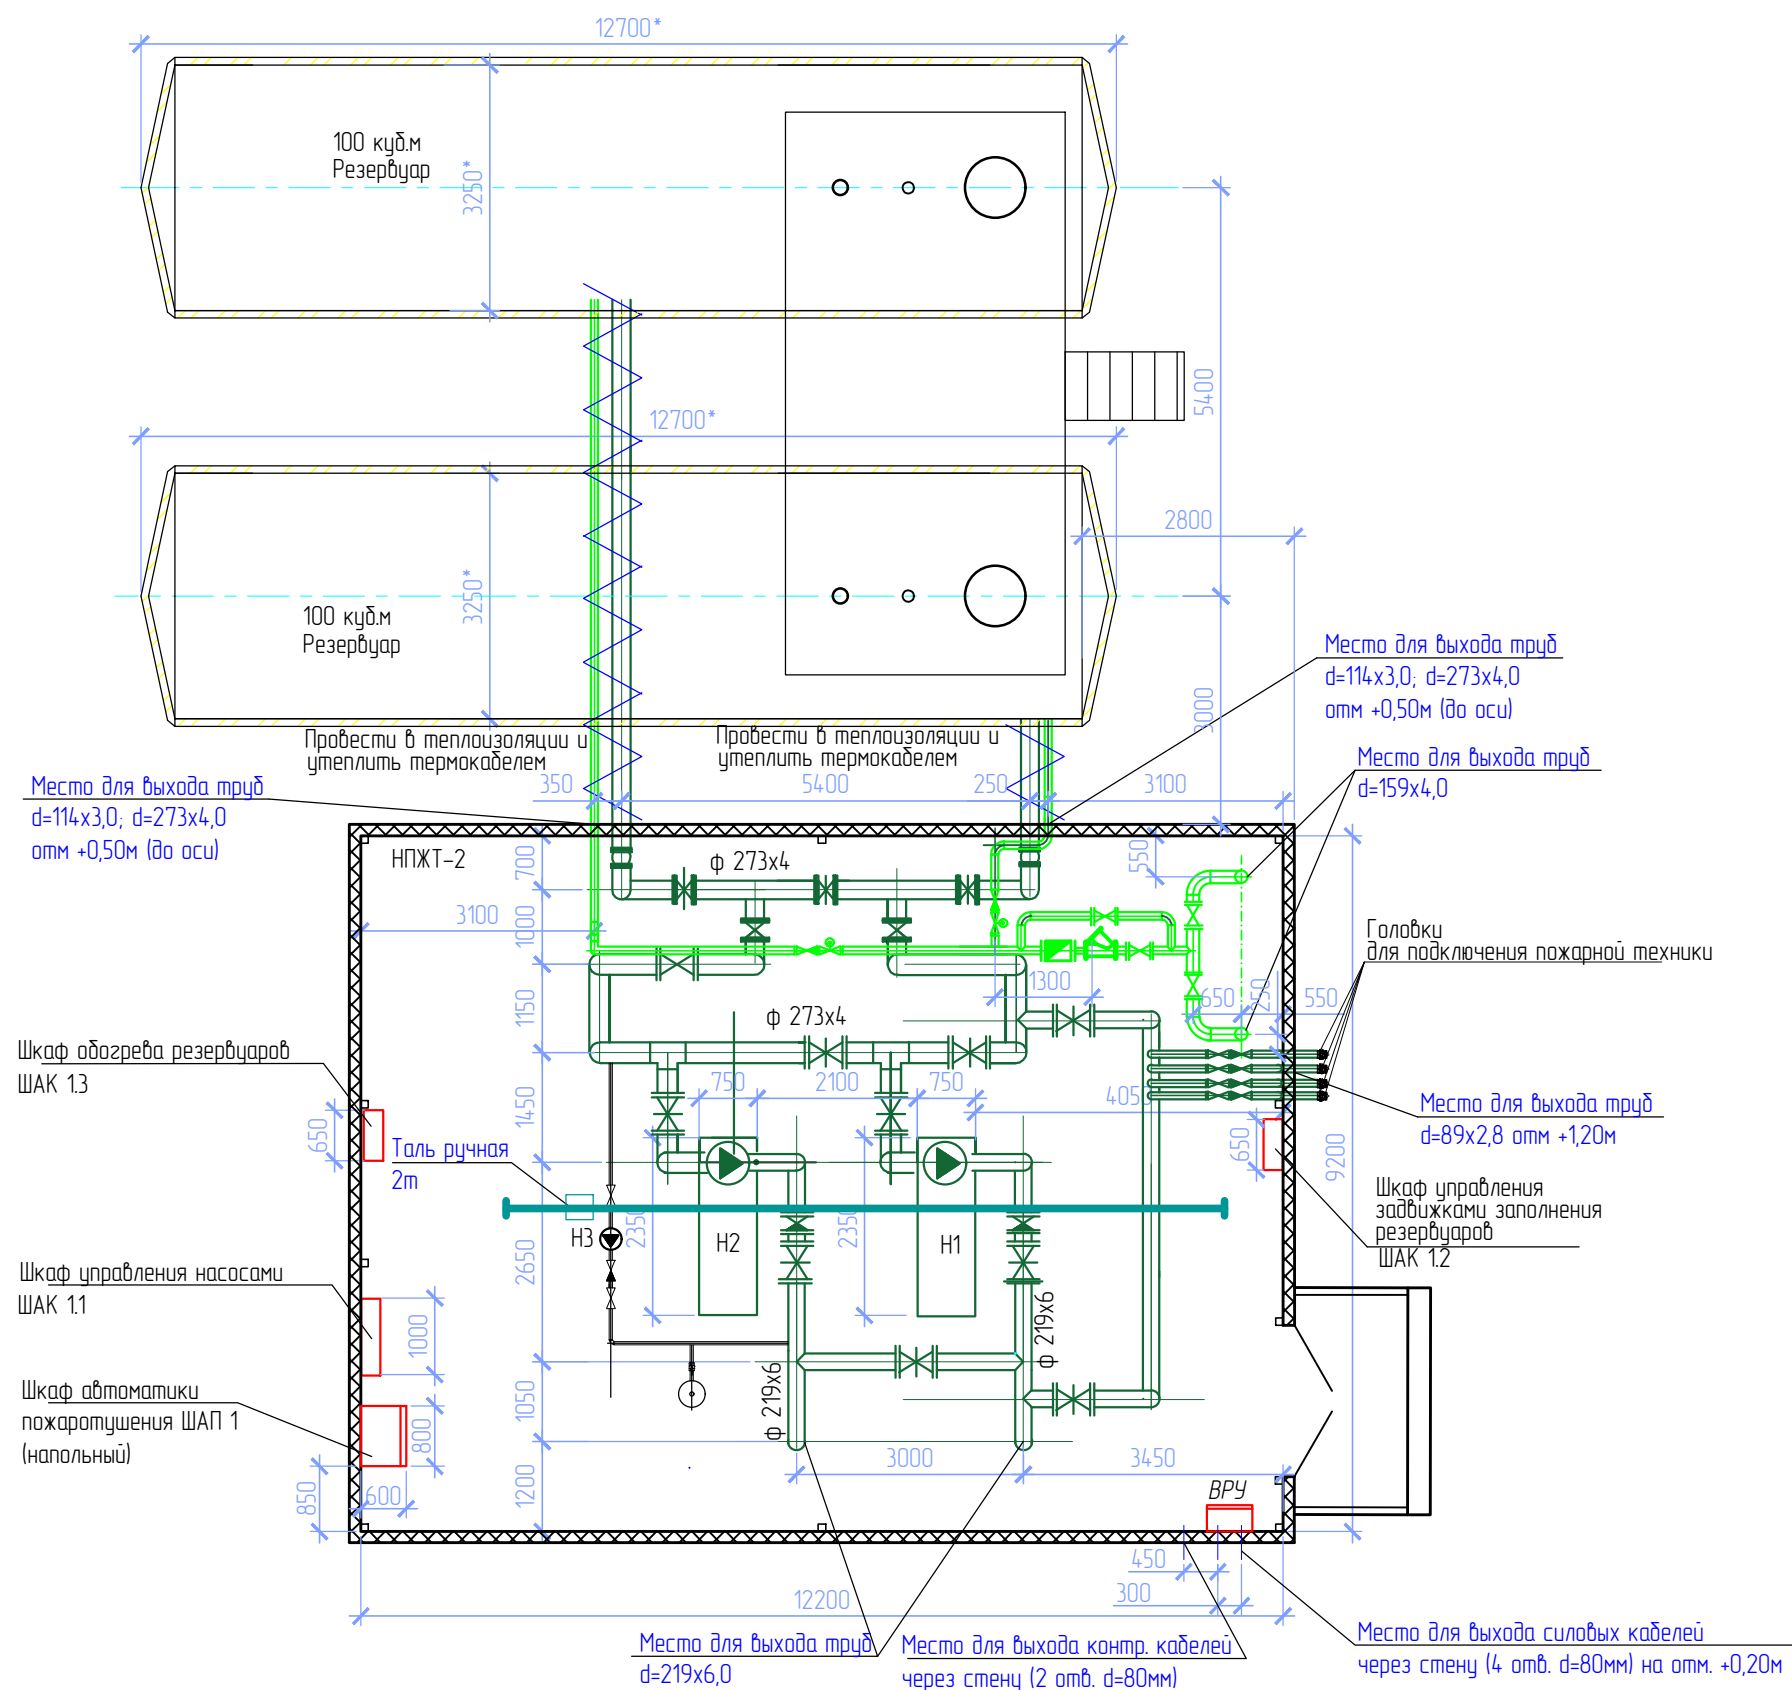 12700*
100 куб.м
Резервуар
3250*
5400
12700*
2800
3250*
100 куб.м
Резервуар
3000
Место для выхода труб
d=114х3,0; d=273х4,0
отм +0,50м (до оси)
Провести в теплоизоляции и
утеплить термокабелем
Провести в теплоизоляции и
утеплить термокабелем
Место для выхода труб
d=159х4,0
Место для выхода труб
d=114х3,0; d=273х4,0
отм +0,50м (до оси)
350
5400
250
3100
НПЖТ-2
700
ф 273х4
550
3100
1000
Головки
для подключения пожарной техники
1300
650
250
550
1150
ф 273х4
Шкаф обогрева резервуаров
ШАК 1.3
750
2100
750
4050
1450
650
Место для выхода труб
d=89х2,8 отм +1,20м
650
9200
Таль ручная
2т
Шкаф управления
задвижками заполнения
резервуаров
ШАК 1.2
2350
2350
Н3
Н2
Н1
2650
Шкаф управления насосами
ШАК 1.1
1000
ф 219х6
Шкаф автоматики
пожаротушения ШАП 1
(напольный)
800
1050
ф 219х6
3000
3450
850
600
1200
ВРУ
450
300
12200
Место для выхода труб
d=219х6,0
Место для выхода контр. кабелей
через стену (2 отв. d=80мм)
Место для выхода силовых кабелей
через стену (4 отв. d=80мм) на отм. +0,20м